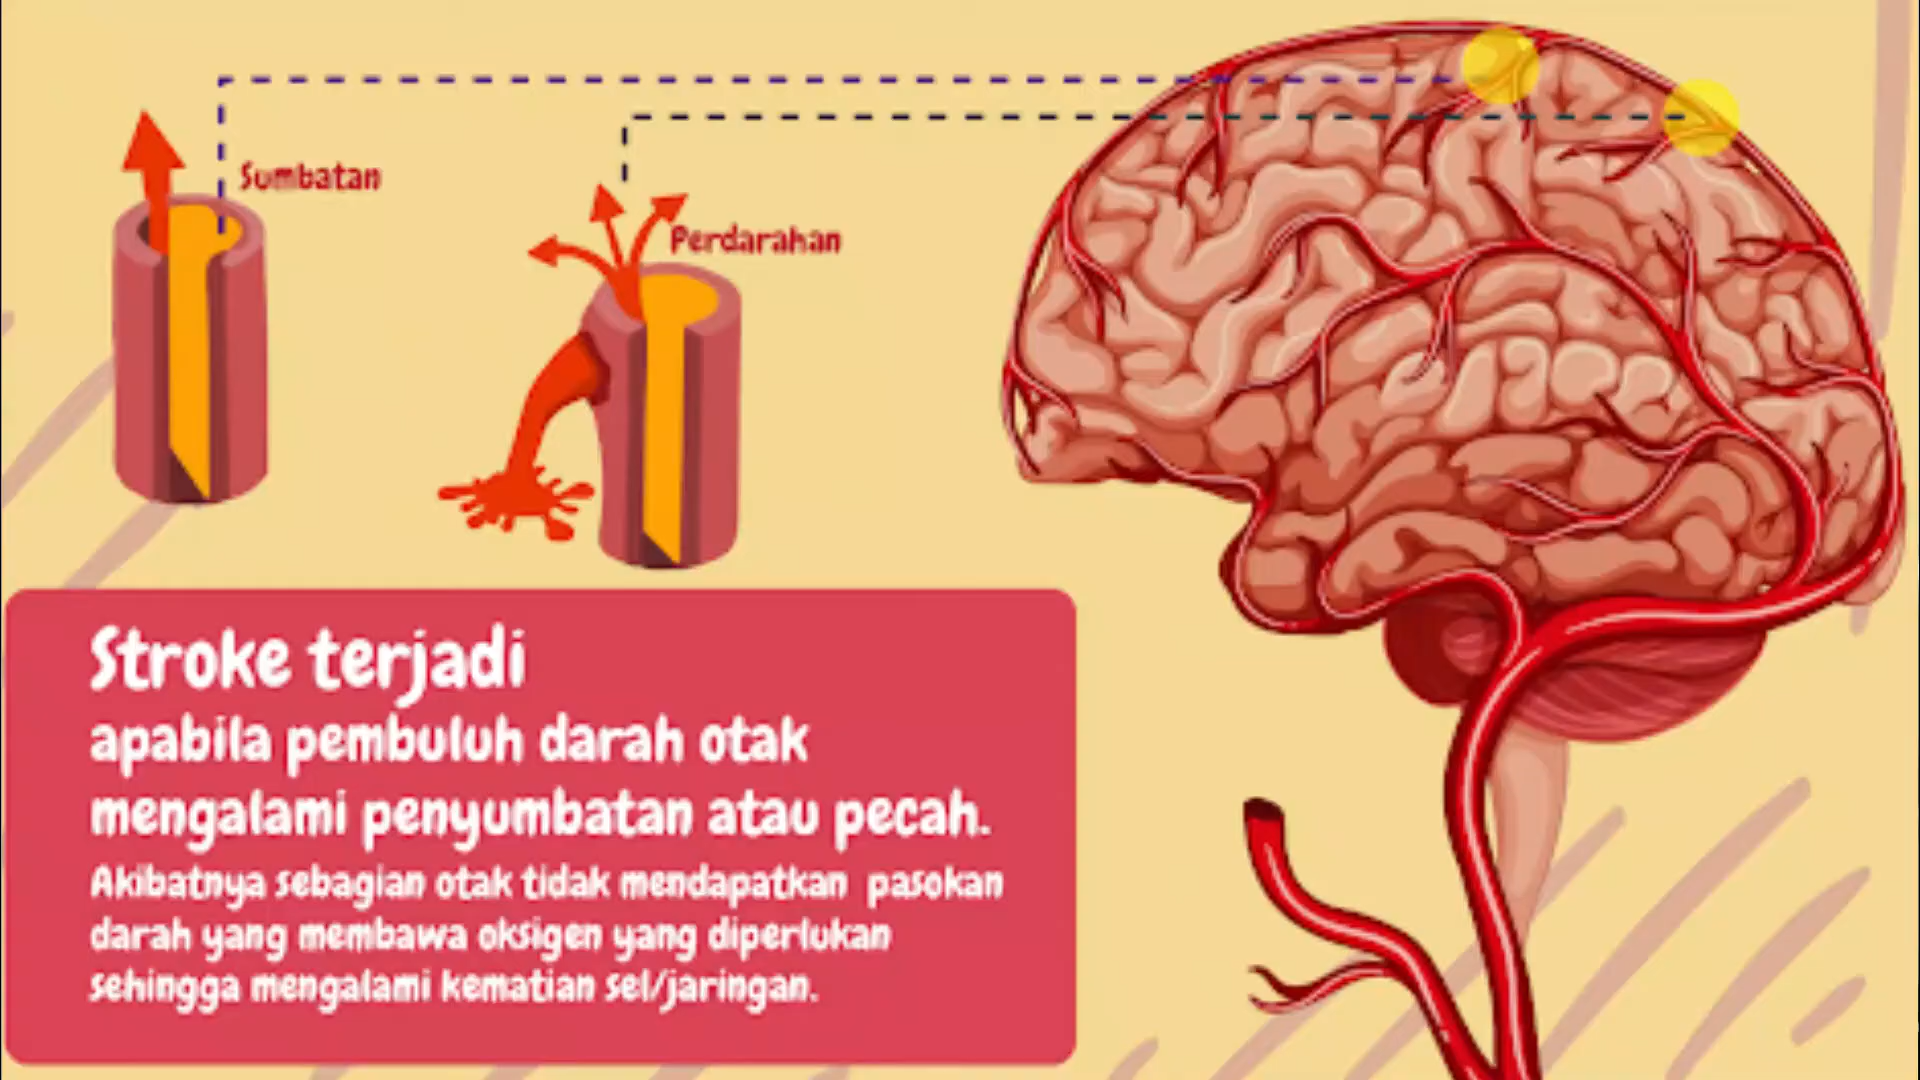 Sumbatan
Perdarahan
Stroke terjadi
apabila pembuluh darah otak
mengalami penyumbatan atau pecah.
Akibatnya sebagian otak tidak mendapatkan pasokan
darah yang membawa oksigen yang diperlukan
sehingga mengalami kematian sel/jaringan.